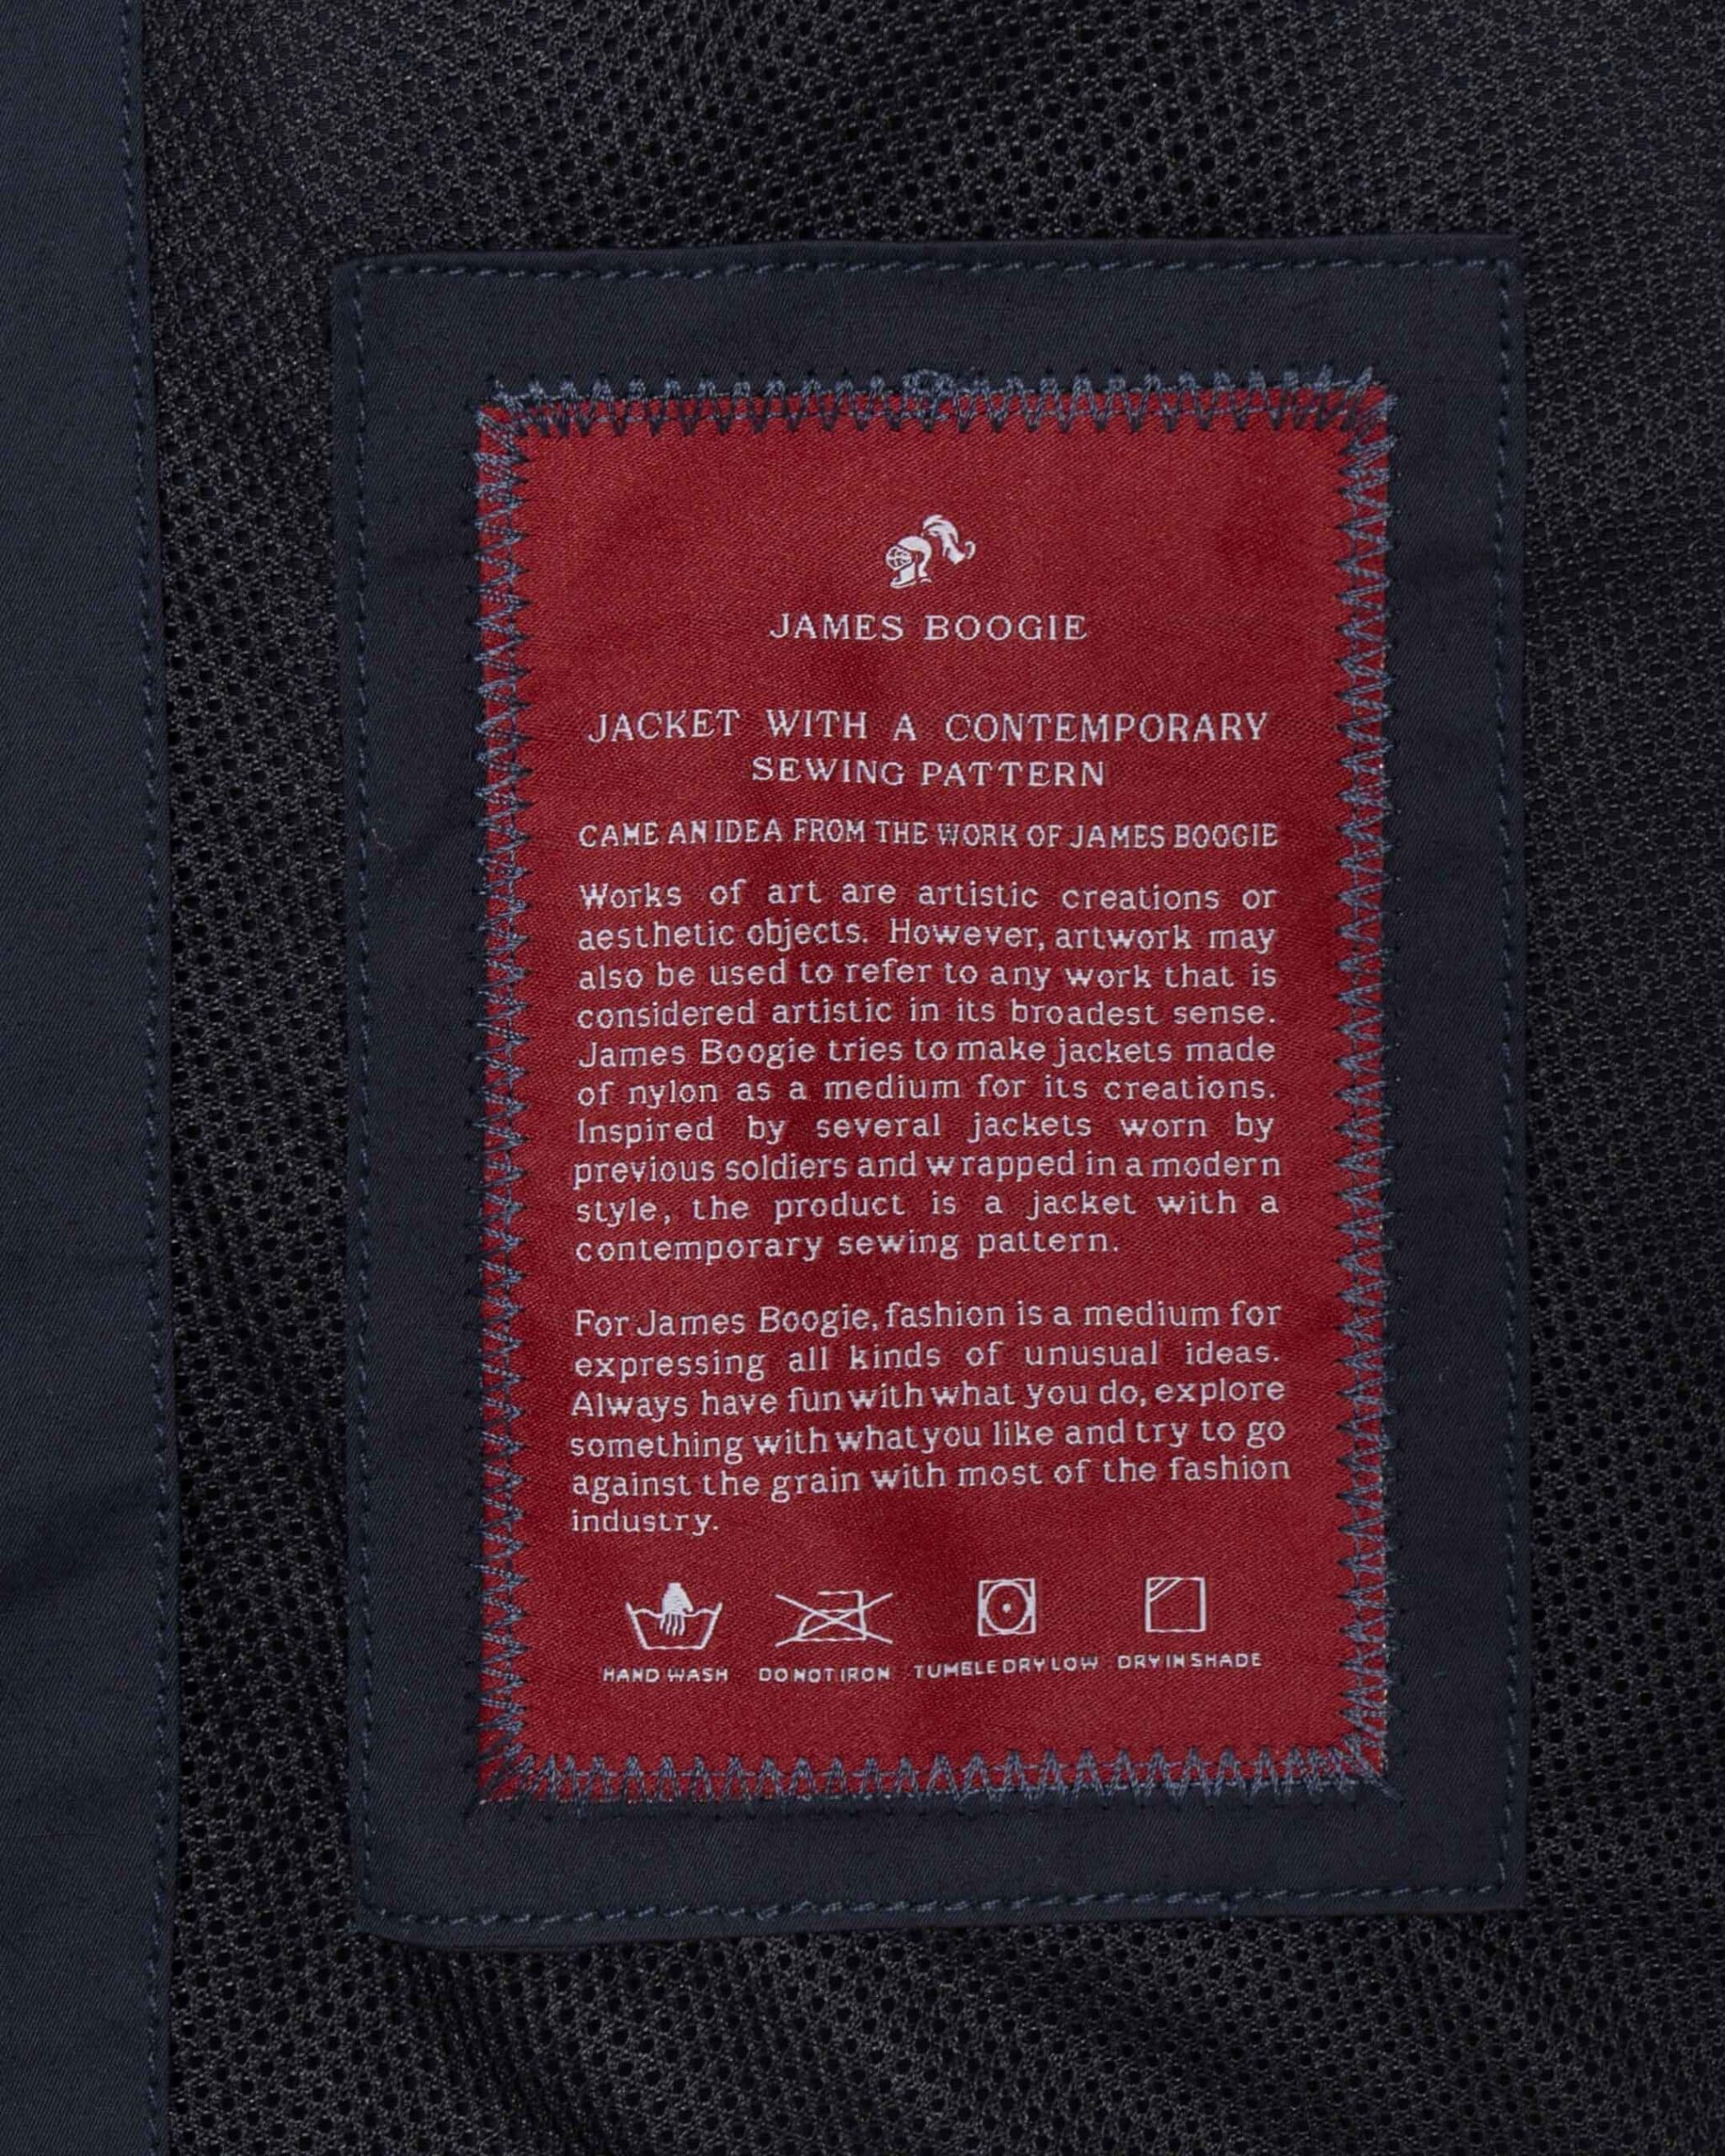 JAMES BOOGIE
JACKET WITH A CONTEMPORARY
SEWING PATTERN
CAME AN IDEA FROM THE WORK OF JAMES BOOGIE
Works of art are artistic creations or
aesthetic objects. However, artwork may
also be used to refer to any work that is
considered artistic in its broadest sense.
James Boogie tries to make jackets made
of nylon as a medium for its creations.
Inspired by several jackets worn by
previous soldiers and wrapped in a modern
style, the product is a jacket with a
contemporary sewing pattern.
For James Boogie, fashion is a medium for
expressing all kinds of unusual ideas.
Always have fun with what you do, explore
something with what you like and try to go
against the grain with most of the fashion
industry.
HAND WASH DO NOT IRON TUMBLE DRY LOW DRY IN SHADE